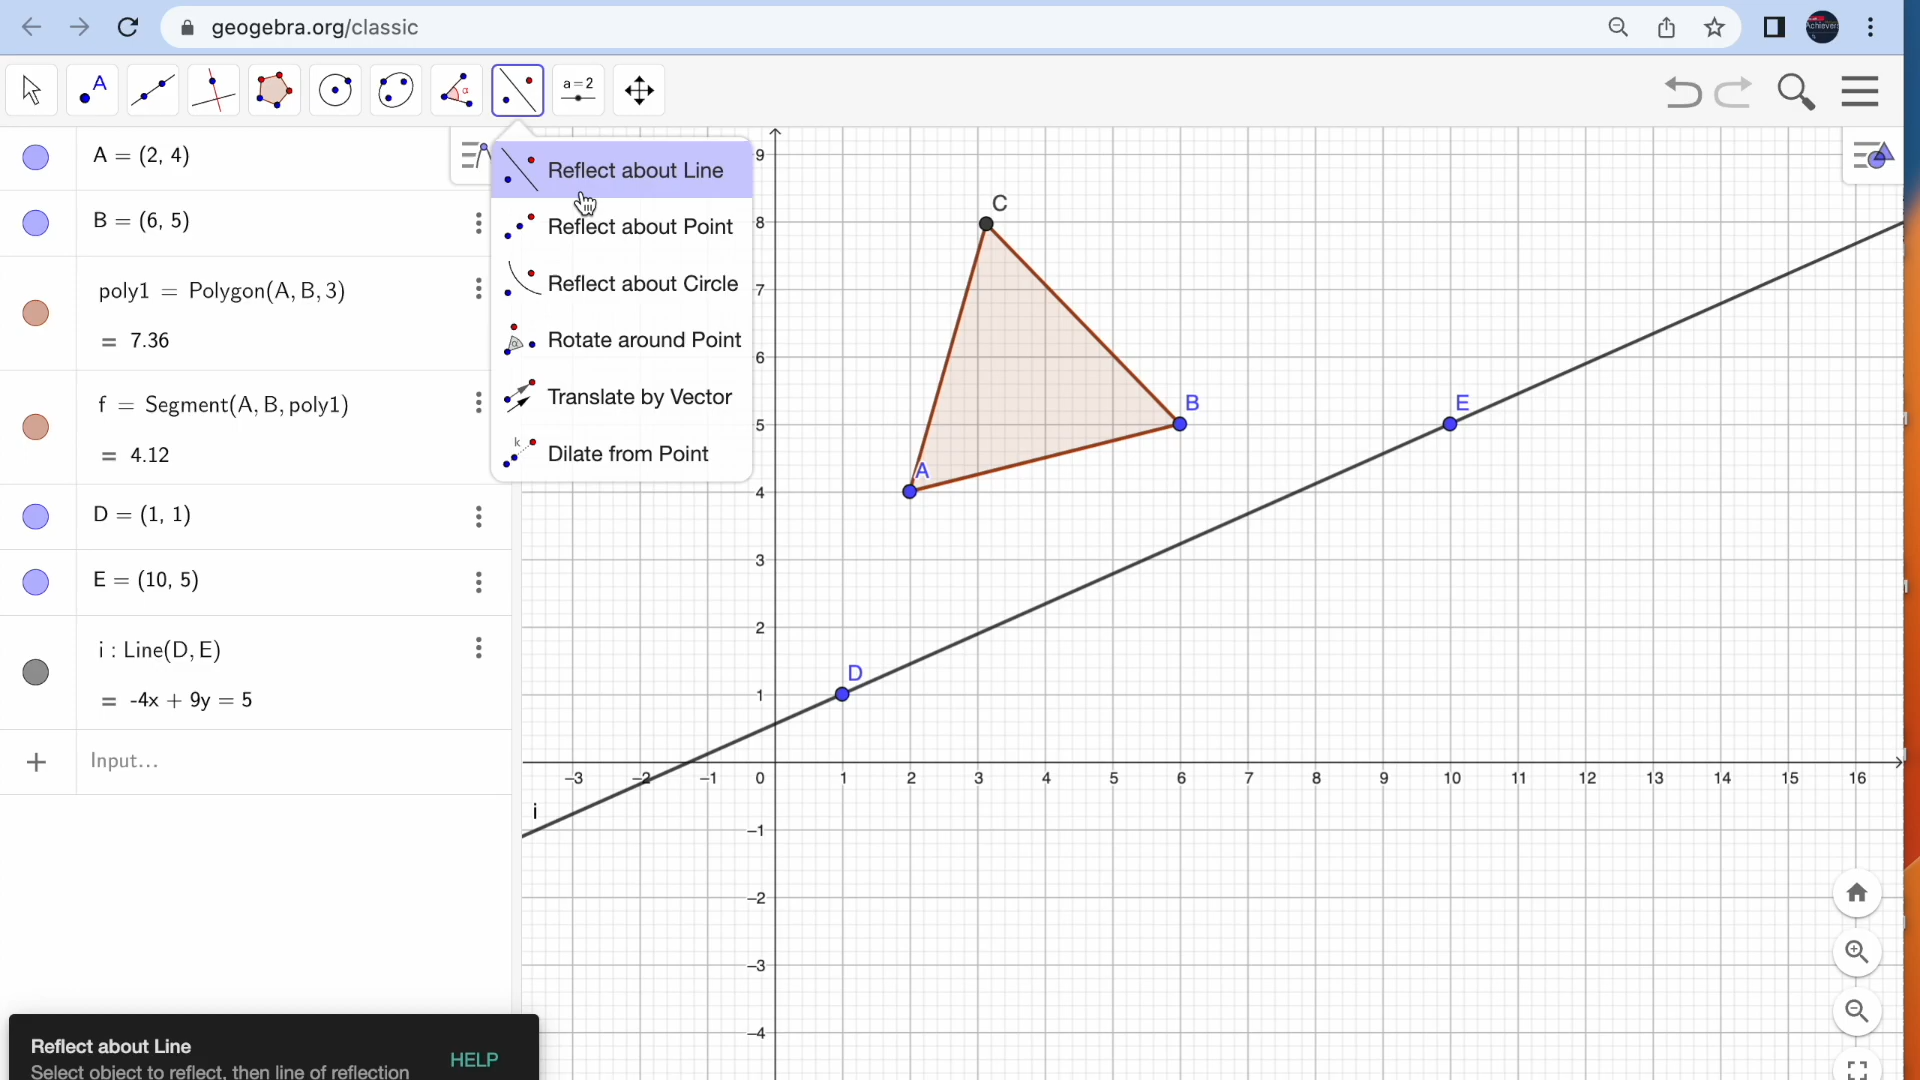 geogebra.org/classic
A
α
a = 2
A = (2, 4)
B = (6, 5)
poly1 = Polygon(A, B, 3)
= 7.36
f = Segment(A, B, poly1)
= 4.12
D = (1, 1)
E = (10, 5)
i : Line(D, E)
= -4x + 9y = 5
+ Input...
Reflect about Line
Reflect about Point
Reflect about Circle
Rotate around Point
Translate by Vector
k
Dilate from Point
9
8
7
6
5
4
3
2
1
–3 –2 –1 0 1 2 3 4 5 6 7 8 9 10 11 12 13 14 15 16
–1
–2
–3
–4
C
B
E
A
D
i
Reflect about Line
Select object to reflect, then line of reflection
HELP